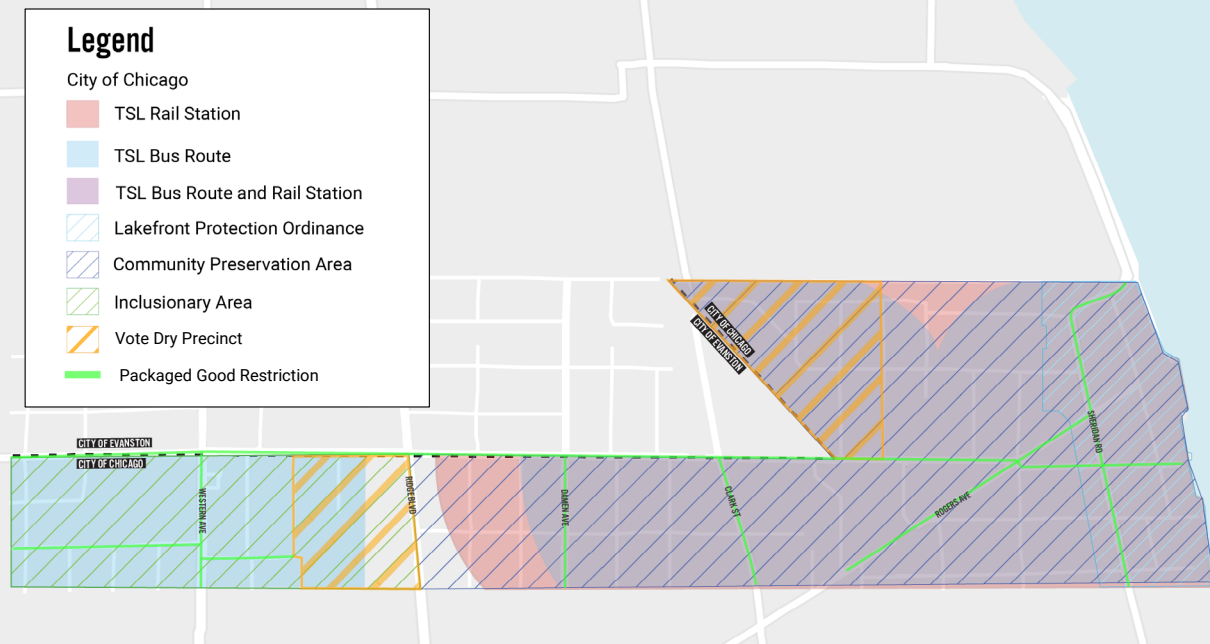 Legend
City of Chicago
TSL Rail Station
TSL Bus Route
TSL Bus Route and Rail Station
Lakefront Protection Ordinance
Community Preservation Area
Inclusionary Area
Vote Dry Precinct
Packaged Good Restriction
CITY OF CHICAGO
CITY OF EVANSTON
CITY OF EVANSTON
CITY OF CHICAGO
WESTERN AVE
RIDGEBLVD
DAMEN AVE
CLARK ST
ROGERS AVE
SHERIDAN RD